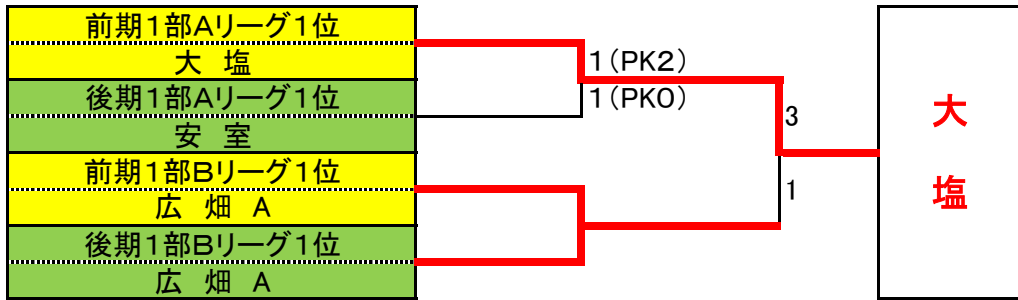 前期1部Aリーグ1位
大 塩
後期1部Aリーグ1位
安 室
前期1部Bリーグ1位
広 畑 A
後期1部Bリーグ1位
広 畑 A
1(PK2)
1(PK0)
3
1
大
塩